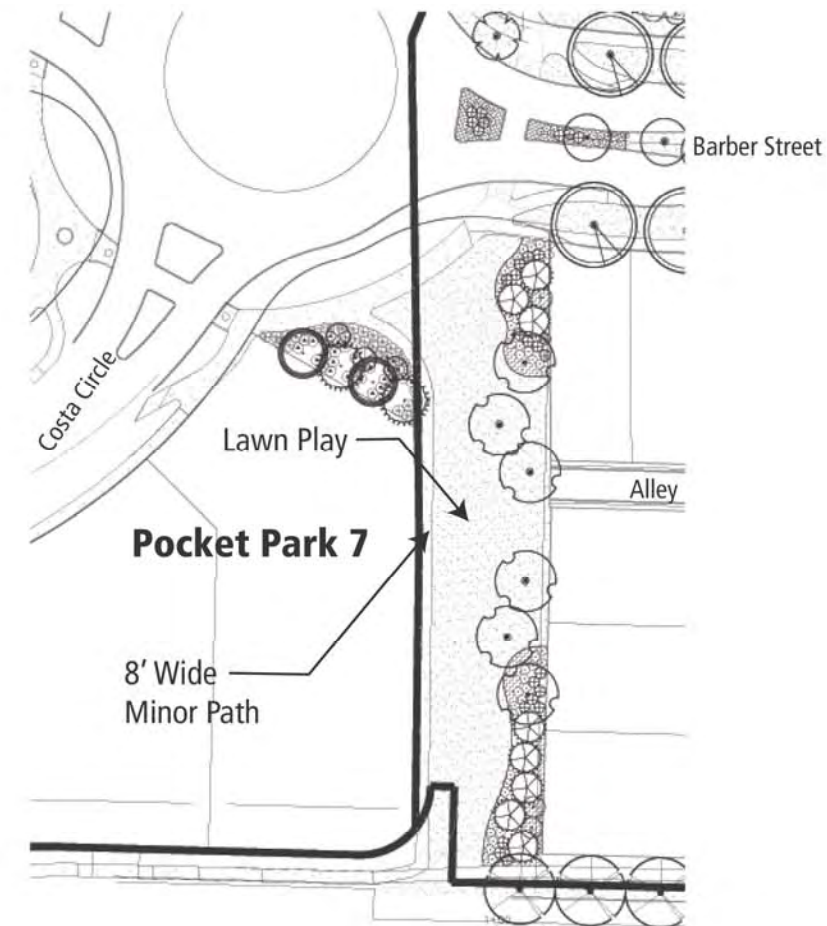 Barber Street
Costa Circle
Lawn Play
Alley
Pocket Park 7
8' Wide
Minor Path